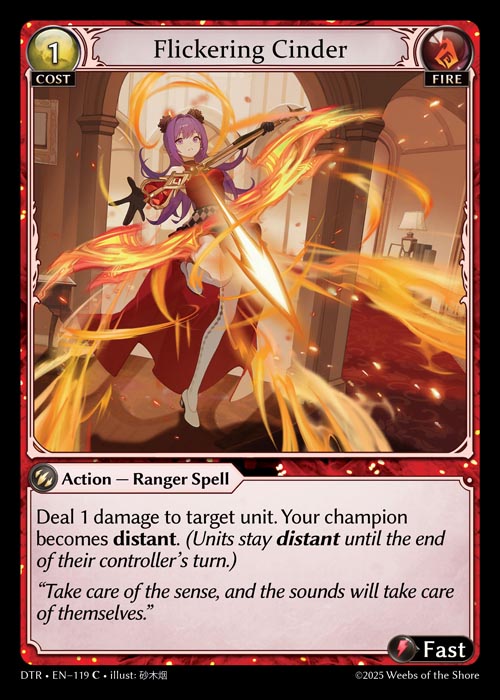 1
COST
Flickering Cinder
FIRE
Action — Ranger Spell
Deal 1 damage to target unit. Your champion
becomes distant. (Units stay distant until the end
of their controller's turn.)
“Take care of the sense, and the sounds will take care
of themselves.”
Fast
DTR • EN–119 C • illust: 砂木烟
©2025 Weebs of the Shore